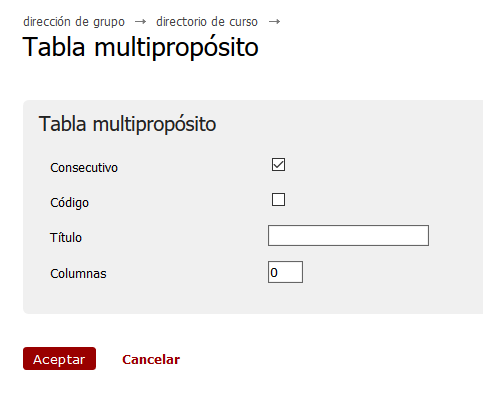 dirección de grupo → directorio de curso →
Tabla multipropósito
Tabla multipropósito
Consecutivo
Código
Título
Columnas 0
Aceptar Cancelar